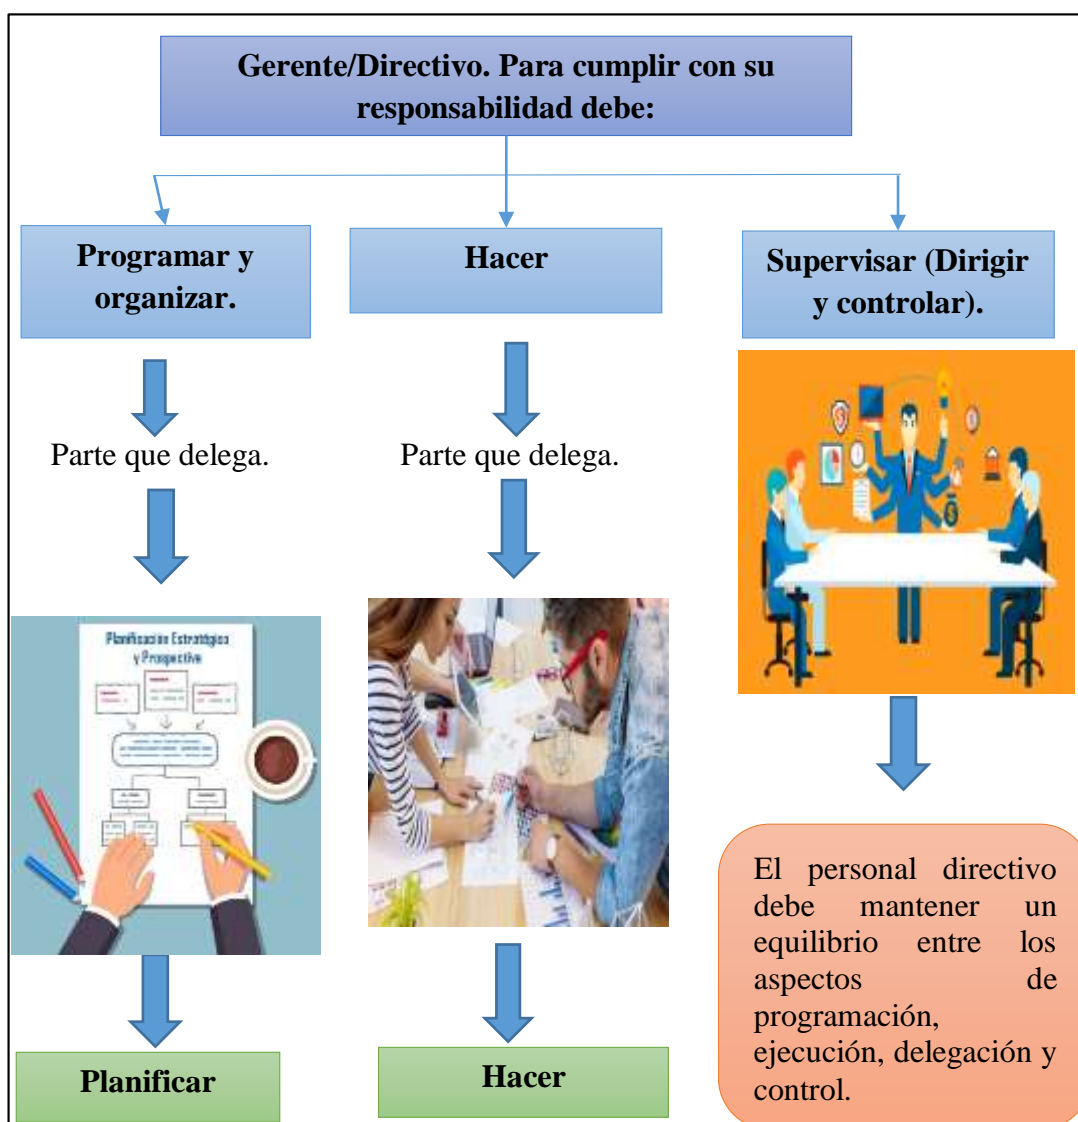 Gerente/Directivo. Para cumplir con su
responsabilidad debe:
Programar y
organizar.
Hacer
Supervisar (Dirigir
y controlar).
Parte que delega.
Parte que delega.
Planificación Estratégica
y Prospectiva
Planificar
Hacer
El personal directivo
debe mantener un
equilibrio entre los
aspectos de
programación,
ejecución, delegación y
control.